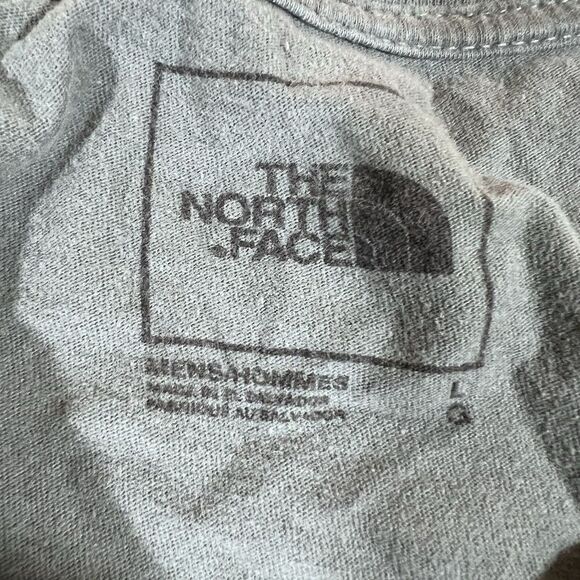 THE
NORTH
FACE
MENS/HOMMES
MADE IN EL SALVADOR
FABRIQUÉ AU SALVADOR
L
G